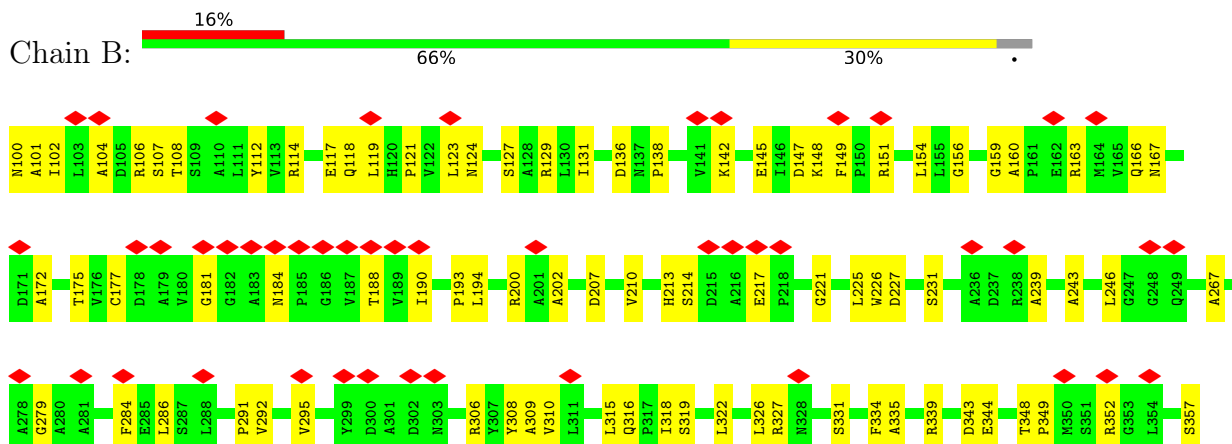 16%
Chain B:
66% 30% •
N100 A101 I102 L103 A104 D105 R106 S107 T108 S109 A110 L111 Y112 V113 R114 E117 Q118 L119 H120 P121 V122 L123 N124 S127 A128 R129 L130 I131 D136 N137 P138 V141 K142 E145 I146 D147 K148 F149 P150 R151 L154 L155 G156 G159 A160 P161 E162 R163 M164 V165 Q166 N167
D171 A172 T175 V176 C177 D178 A179 V180 G181 G182 A183 N184 P185 G186 V187 T188 V189 I190 P193 L194 R200 A201 A202 D207 V210 H213 S214 D215 A216 E217 P218 G221 L225 W226 D227 S231 A236 D237 R238 A239 A243 L246 G247 G248 Q249 A267
A278 G279 A280 A281 F284 E285 L286 S287 L288 P291 V292 V295 Y299 D300 A301 D302 N303 R306 Y307 Y308 A309 V310 L311 L315 Q316 P317 I318 S319 L322 L326 R327 N328 S331 F334 A335 R339 D343 E344 T348 P349 M350 S351 R352 G353 L354 S357